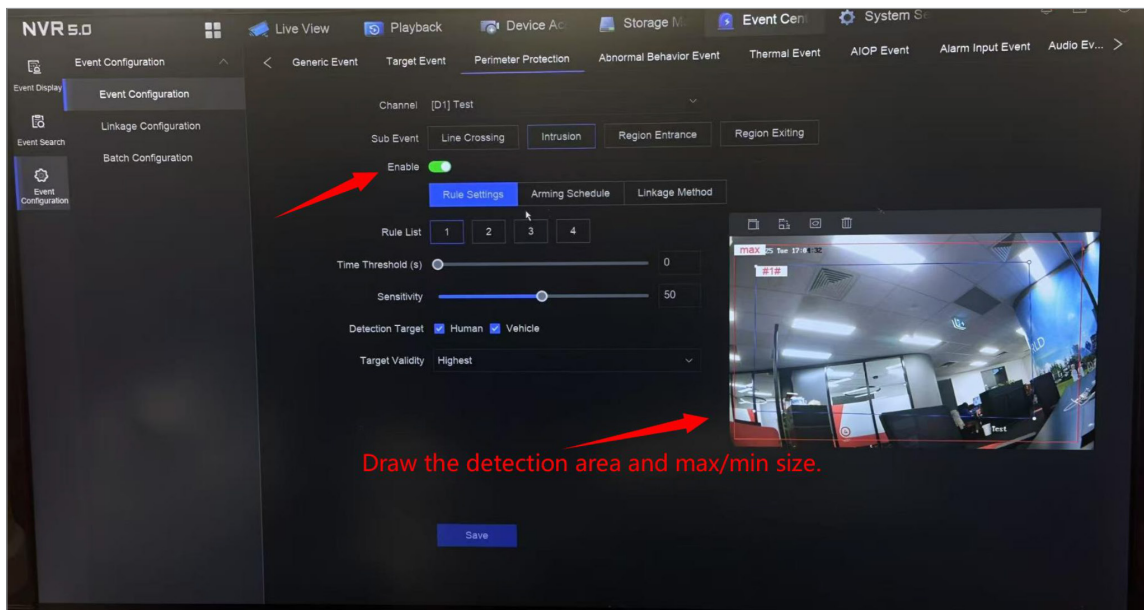 NVR 5.0
Live View
Playback
Device Ac
Storage M
Event Cen
System Se
Event Display
Event Search
Event Configuration
Event Configuration
Event Configuration
Linkage Configuration
Batch Configuration
< Generic Event Target Event Perimeter Protection Abnormal Behavior Event Thermal Event AIOP Event Alarm Input Event Audio Ev... >
Channel [D1] Test
Sub Event Line Crossing Intrusion Region Entrance Region Exiting
Enable
Rule Settings Arming Schedule Linkage Method
Rule List 1 2 3 4
Time Threshold (s) 0
Sensitivity 50
Detection Target Human Vehicle
Target Validity Highest
max
Tue
#1#
Test
Draw the detection area and max/min size.
Save